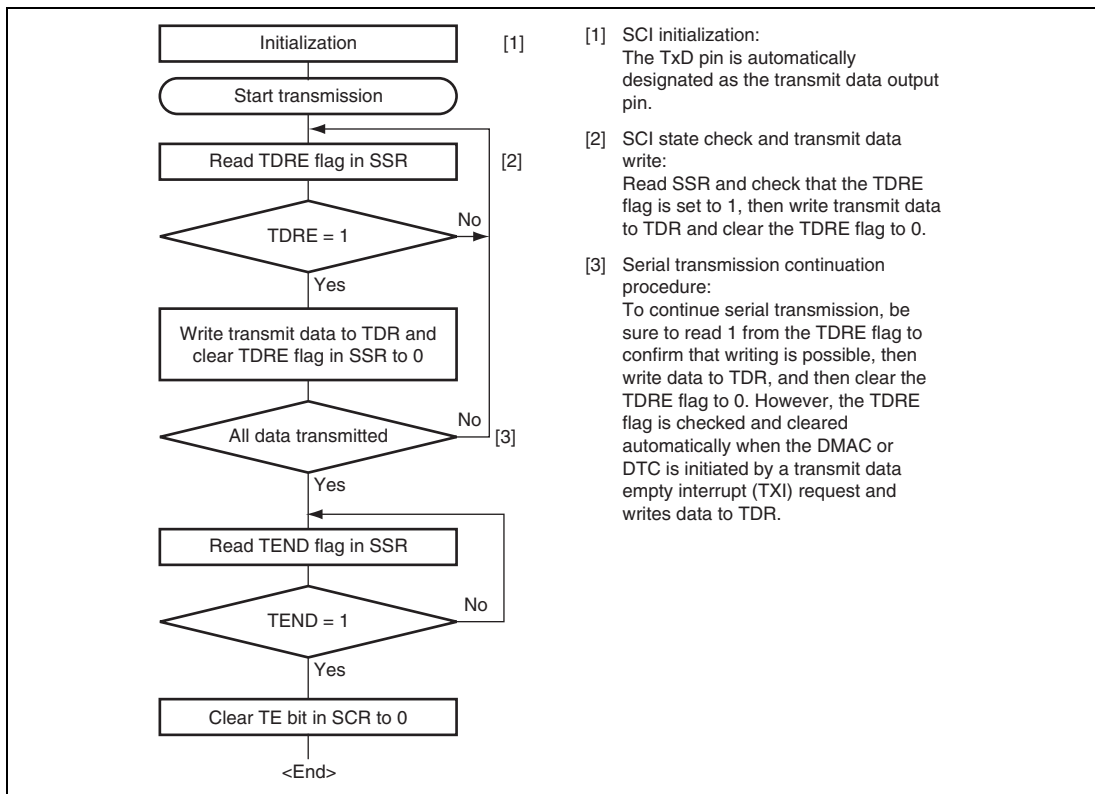 Initialization
[1]
Start transmission
Read TDRE flag in SSR
[2]
No
TDRE = 1
Yes
Write transmit data to TDR and
clear TDRE flag in SSR to 0
No
All data transmitted
[3]
Yes
Read TEND flag in SSR
No
TEND = 1
Yes
Clear TE bit in SCR to 0
<End>
[1] SCI initialization:
The TxD pin is automatically
designated as the transmit data output
pin.
[2] SCI state check and transmit data
write:
Read SSR and check that the TDRE
flag is set to 1, then write transmit data
to TDR and clear the TDRE flag to 0.
[3] Serial transmission continuation
procedure:
To continue serial transmission, be
sure to read 1 from the TDRE flag to
confirm that writing is possible, then
write data to TDR, and then clear the
TDRE flag to 0. However, the TDRE
flag is checked and cleared
automatically when the DMAC or
DTC is initiated by a transmit data
empty interrupt (TXI) request and
writes data to TDR.